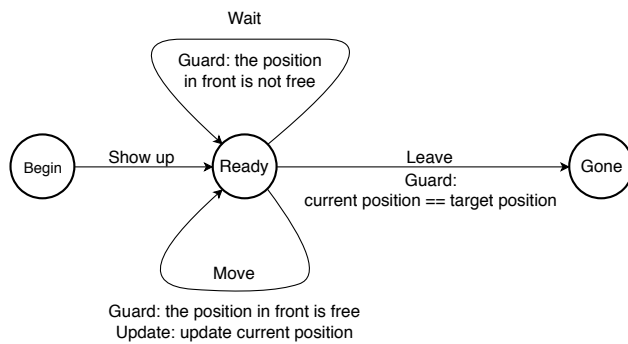 Wait
Guard: the position
in front is not free
Begin
Show up
Ready
Leave
Gone
Guard:
current position == target position
Move
Guard: the position in front is free
Update: update current position